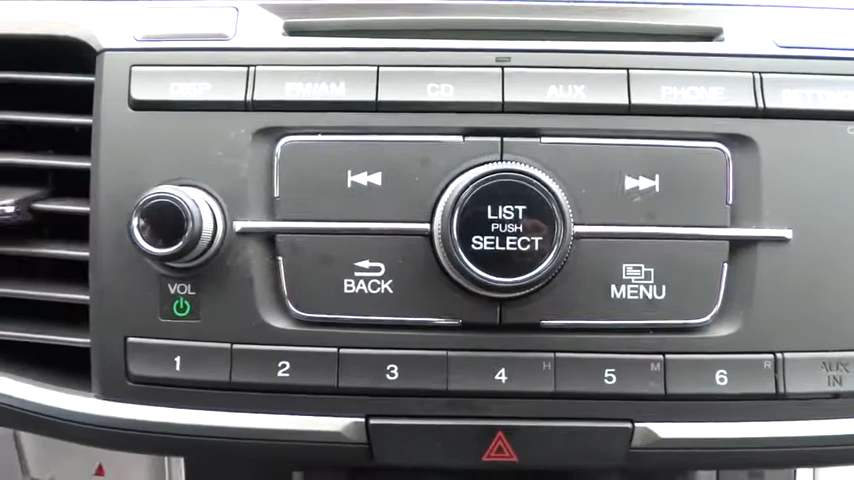 DISP FM/AM CD AUX PHONE
VOL
LIST
PUSH
SELECT
BACK
MENU
1 2 3 4 H 5 M 6 R
AUX
IN